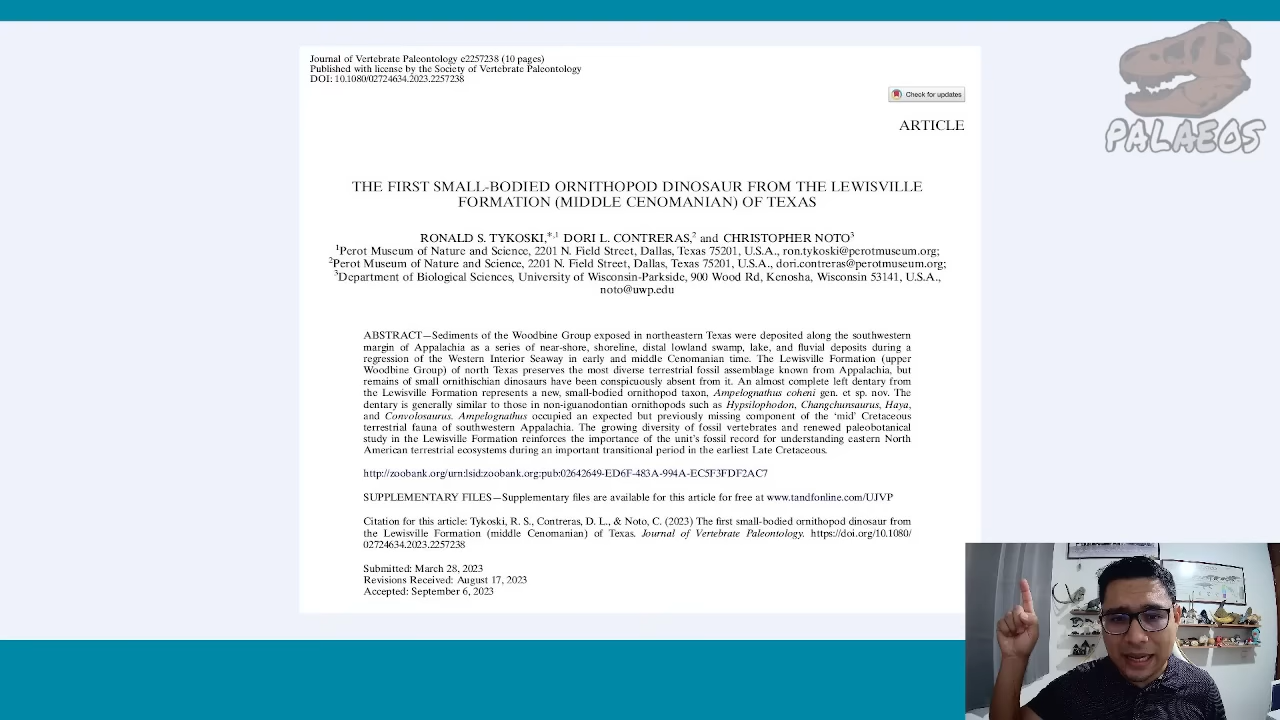 Journal of Vertebrate Paleontology e2257238 (10 pages)
Published with license by the Society of Vertebrate Paleontology
DOI: 10.1080/02724634.2023.2257238
Check for updates
ARTICLE
PALAEOS
THE FIRST SMALL-BODIED ORNITHOPOD DINOSAUR FROM THE LEWISVILLE
FORMATION (MIDDLE CENOMANIAN) OF TEXAS
RONALD S. TYKOSKI,*,1 DORI L. CONTRERAS,2 and CHRISTOPHER NOTO3
1Perot Museum of Nature and Science, 2201 N. Field Street, Dallas, Texas 75201, U.S.A., ron.tykoski@perotmuseum.org;
2Perot Museum of Nature and Science, 2201 N. Field Street, Dallas, Texas 75201, U.S.A., dori.contreras@perotmuseum.org;
3Department of Biological Sciences, University of Wisconsin-Parkside, 900 Wood Rd, Kenosha, Wisconsin 53141, U.S.A.,
noto@uwp.edu
ABSTRACT—Sediments of the Woodbine Group exposed in northeastern Texas were deposited along the southwestern
margin of Appalachia as a series of near-shore, shoreline, distal lowland swamp, lake, and fluvial deposits during a
regression of the Western Interior Seaway in early and middle Cenomanian time. The Lewisville Formation (upper
Woodbine Group) of north Texas preserves the most diverse terrestrial fossil assemblage known from Appalachia, but
remains of small ornithischian dinosaurs have been conspicuously absent from it. An almost complete left dentary from
the Lewisville Formation represents a new, small-bodied ornithopod taxon, Ampelognathus coheni gen. et sp. nov. The
dentary is generally similar to those in non-iguanodontian ornithopods such as Hypsilophodon, Changchunsaurus, Haya,
and Convolosaurus. Ampelognathus occupied an expected but previously missing component of the 'mid' Cretaceous
terrestrial fauna of southwestern Appalachia. The growing diversity of fossil vertebrates and renewed paleobotanical
study in the Lewisville Formation reinforces the importance of the unit's fossil record for understanding eastern North
American terrestrial ecosystems during an important transitional period in the earliest Late Cretaceous.
http://zoobank.org/urn:lsid:zoobank.org:pub:02642649-ED6F-483A-994A-EC5F3FDF2AC7
SUPPLEMENTARY FILES—Supplementary files are available for this article for free at www.tandfonline.com/UJVP
Citation for this article: Tykoski, R. S., Contreras, D. L., & Noto, C. (2023) The first small-bodied ornithopod dinosaur from
the Lewisville Formation (middle Cenomanian) of Texas. Journal of Vertebrate Paleontology. https://doi.org/10.1080/
02724634.2023.2257238
Submitted: March 28, 2023
Revisions Received: August 17, 2023
Accepted: September 6, 2023